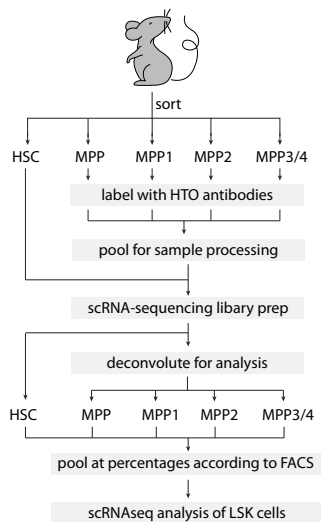 sort
HSC MPP MPP1 MPP2 MPP3/4
label with HTO antibodies
pool for sample processing
scRNA-sequencing libary prep
deconvolute for analysis
HSC MPP MPP1 MPP2 MPP3/4
pool at percentages according to FACS
scRNAseq analysis of LSK cells